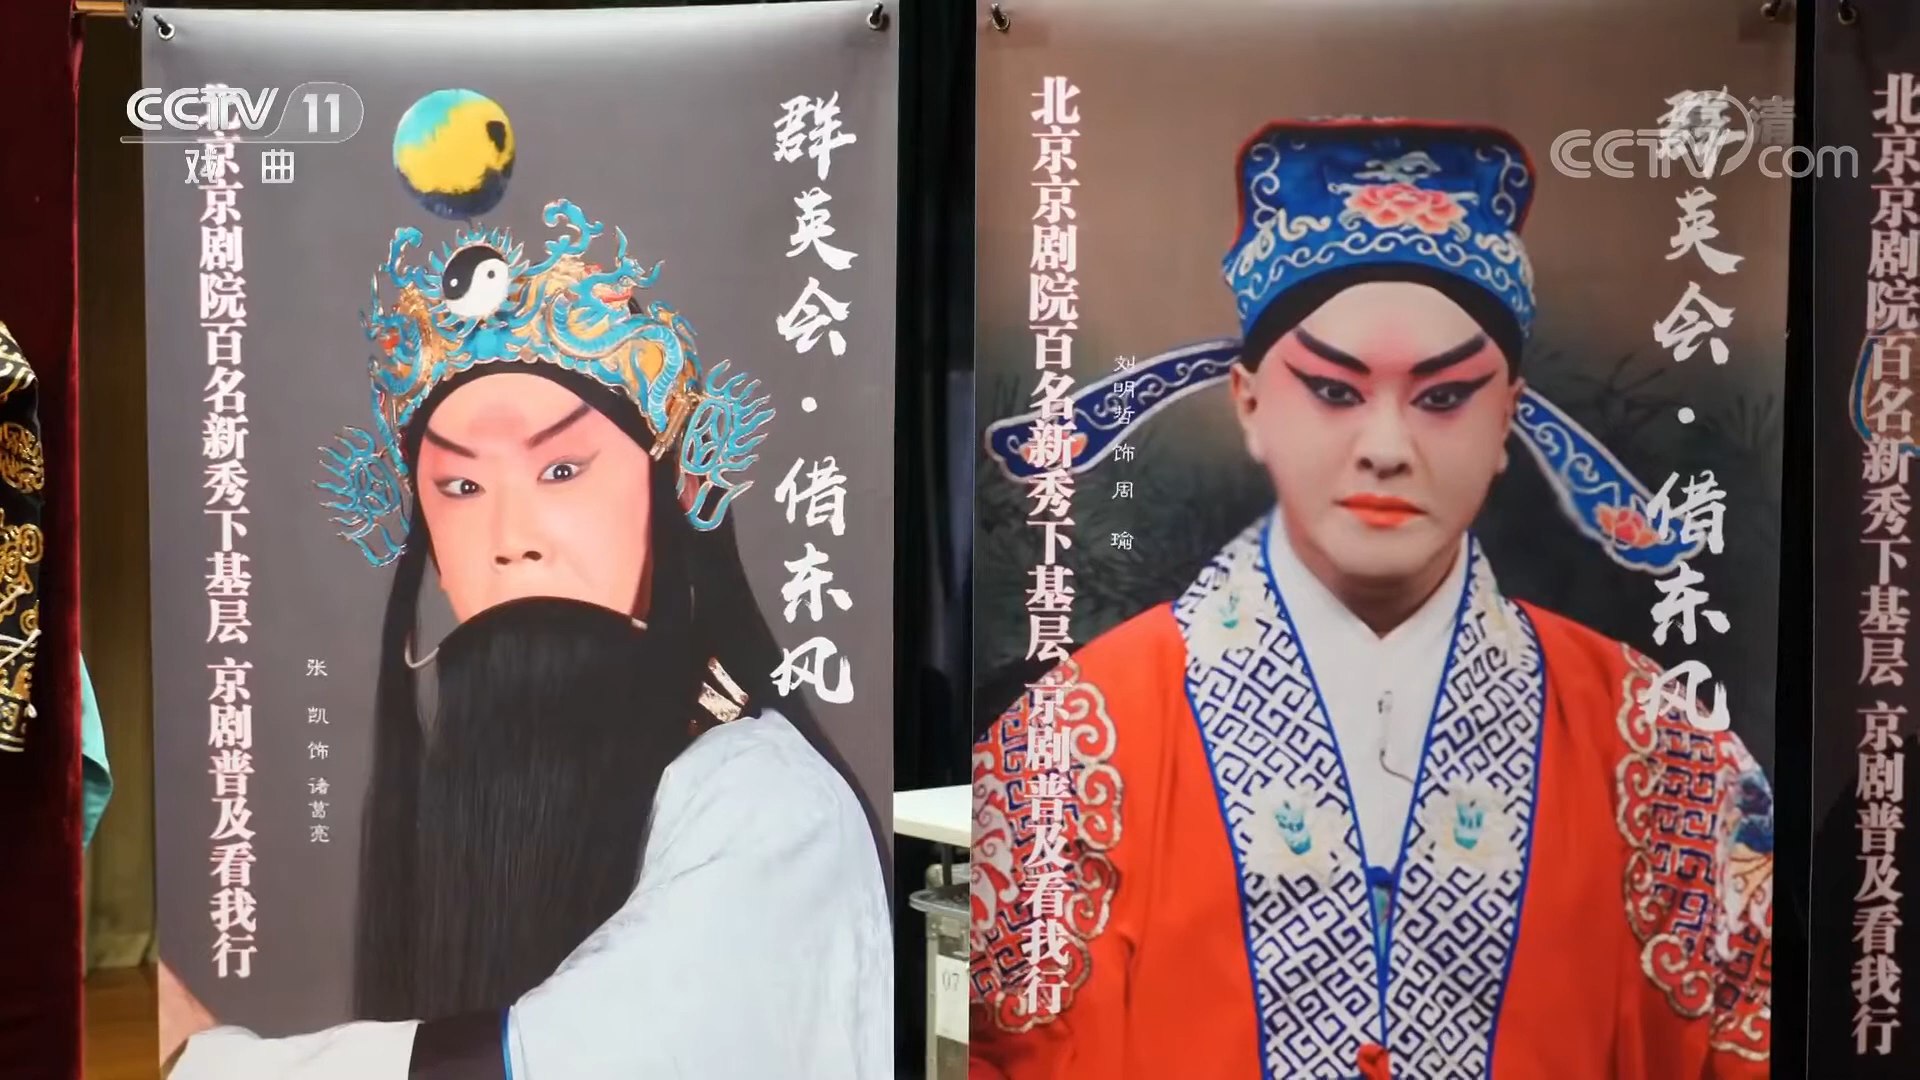 CCTV 11
戏曲
CCTV com
高清
北京京剧院百名新秀下基层 京剧普及看我行
群英会·借东风
张凯 饰 诸葛亮
北京京剧院百名新秀下基层 京剧普及看我行
群英会·借东风
刘明哲 饰 周瑜
北京京剧院百名新秀下基层 京剧普及看我行
07